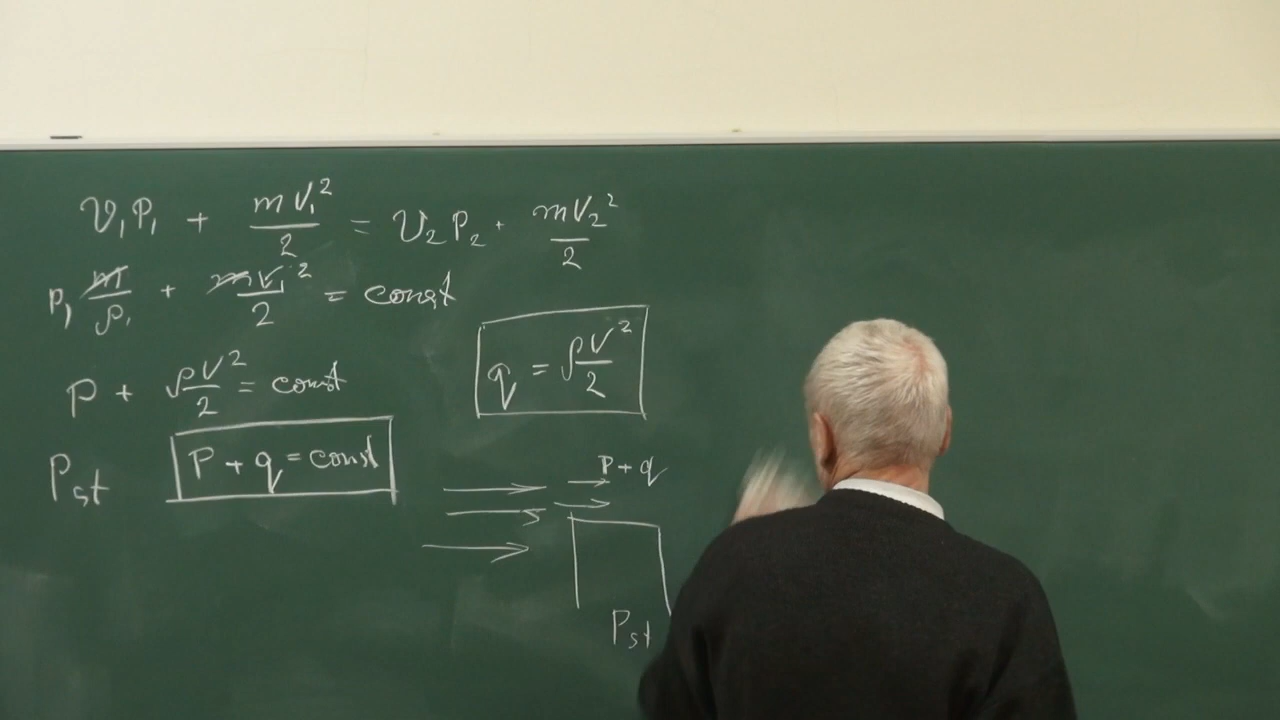 V₁P₁ + mV₁²/2 = V₂P₂ + mV₂²/2
P₁ m/ρ₁ + mV₁²/2 = const
P + ρV²/2 = const
q = ρV²/2
Pst
P + q = const
P + q
Pst